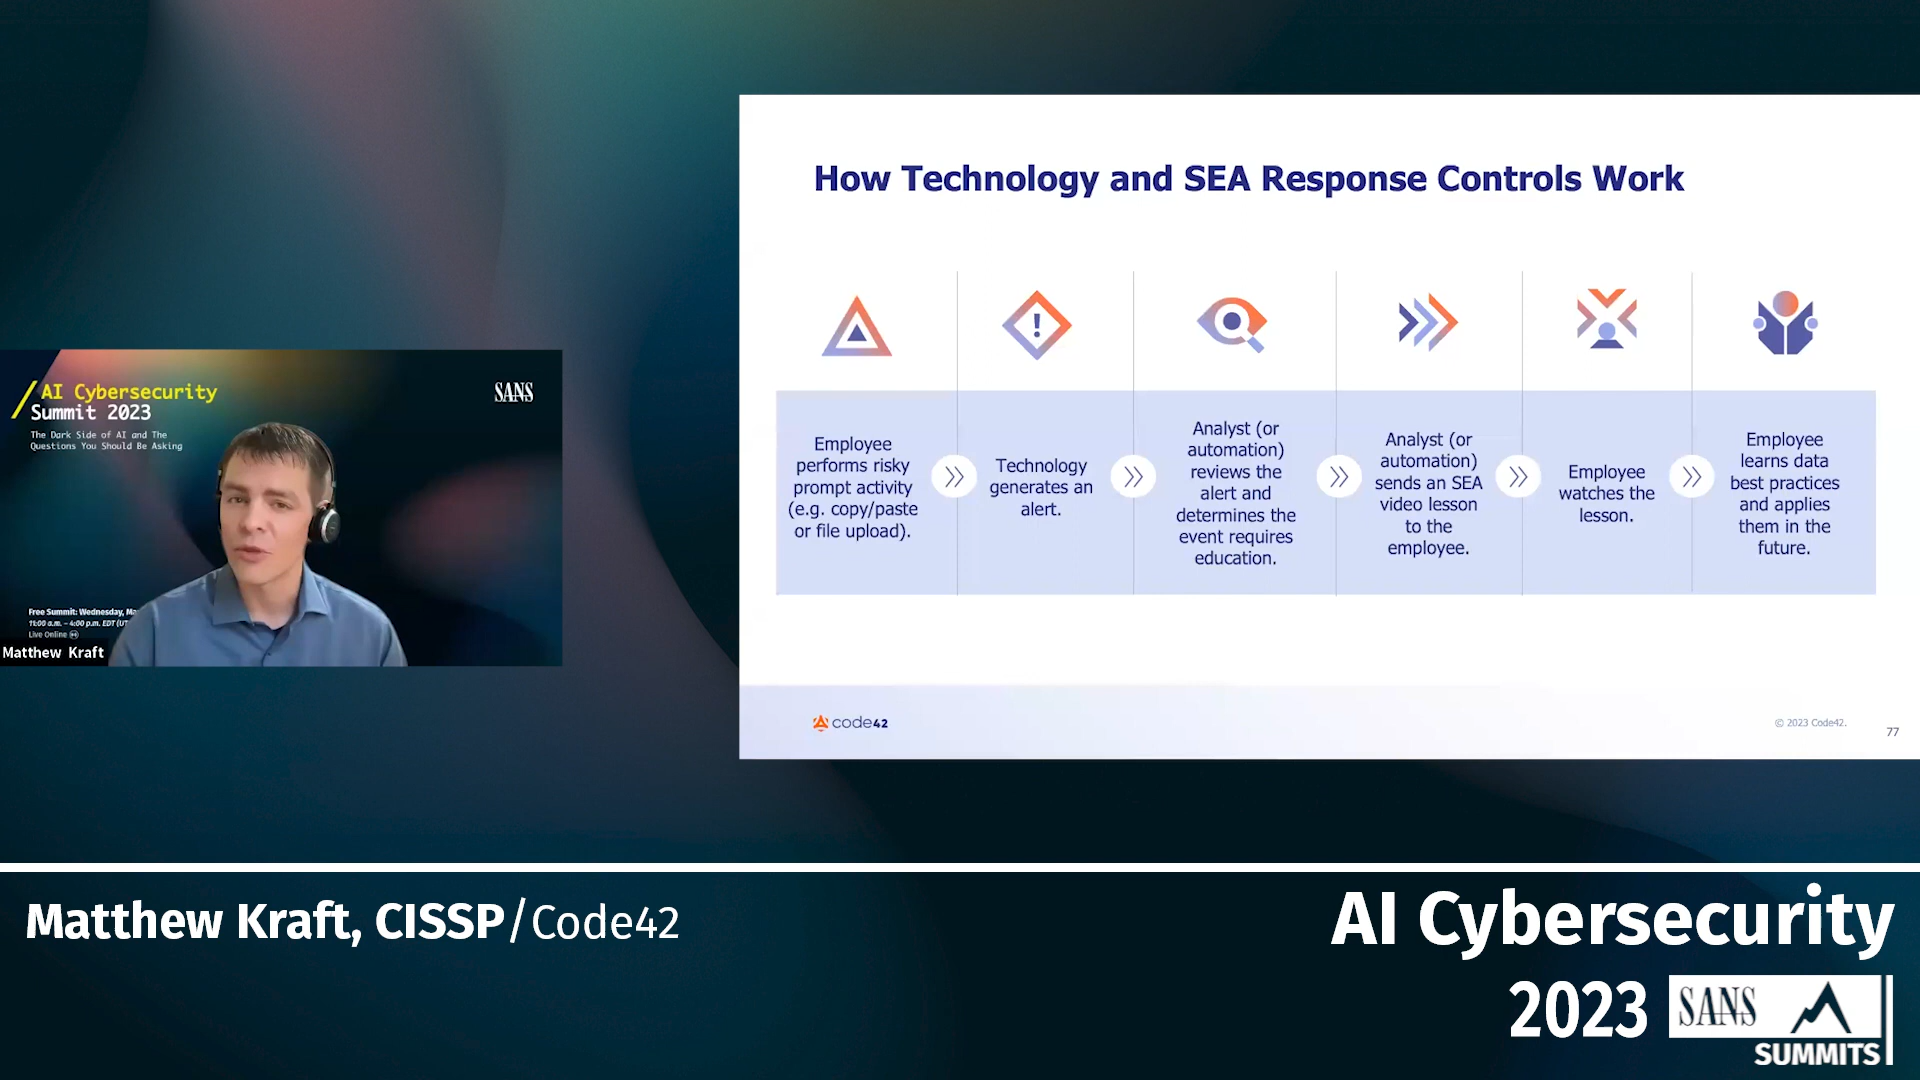 How Technology and SEA Response Controls Work
Employee
performs risky
prompt activity
(e.g. copy/paste
or file upload).
Technology
generates an
alert.
Analyst (or
automation)
reviews the
alert and
determines the
event requires
education.
Analyst (or
automation)
sends an SEA
video lesson
to the
employee.
Employee
watches the
lesson.
Employee
learns data
best practices
and applies
them in the
future.
code42
© 2023 Code42.
77
AI Cybersecurity
Summit 2023
The Dark Side of AI and The
Questions You Should Be Asking
SANS
Free Summit: Wednesday,
11:00 a.m. – 4:00 p.m. EDT
Live Online
Matthew Kraft
Matthew Kraft, CISSP/Code42
AI Cybersecurity
2023
SANS
SUMMITS